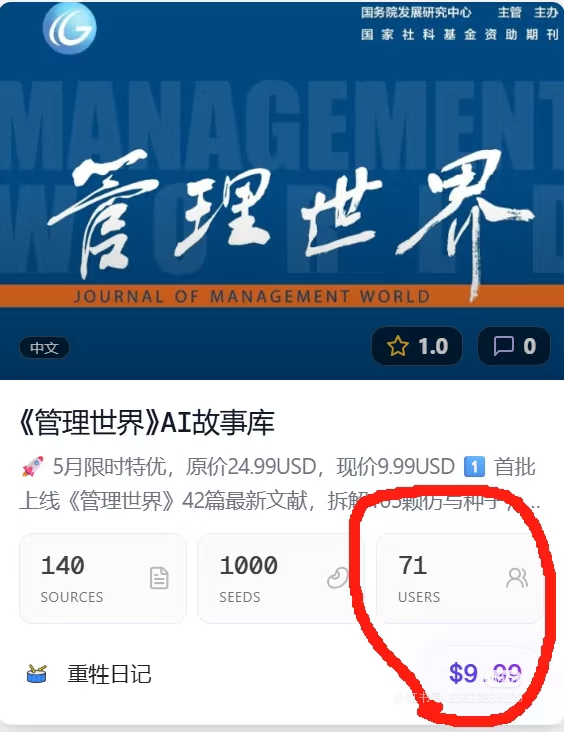 国务院发展研究中心 主管 主办
国家社科基金资助期刊
MANAGEMENT
WORLD
管理世界
JOURNAL OF MANAGEMENT WORLD
中文
1.0
0
《管理世界》AI故事库
🚀 5月限时特优，原价24.99USD，现价9.99USD 1️⃣ 首批
上线《管理世界》42篇最新文献，拆解105颗仿写种子，...
140
SOURCES
1000
SEEDS
71
USERS
🥁 重牲日记
$9.99